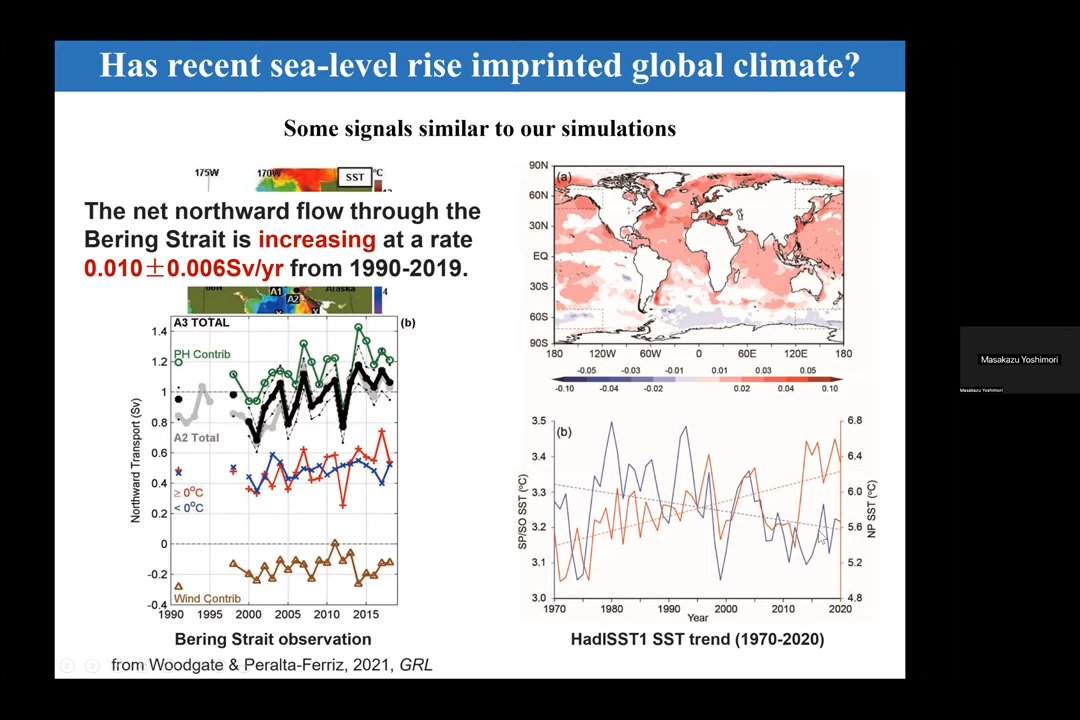 Has recent sea-level rise imprinted global climate?
Some signals similar to our simulations
175W
170W
SST
°C
The net northward flow through the
Bering Strait is increasing at a rate
0.010±0.006Sv/yr from 1990-2019.
A1
A2
Alaska
4
A3 TOTAL
(b)
PH Contrib
A2 Total
≥ 0°C
< 0°C
Wind Contrib
Northward Transport (Sv)
1.4
1.2
1
0.8
0.6
0.4
0.2
0
-0.2
-0.4
1990 1995 2000 2005 2010 2015
Bering Strait observation
from Woodgate & Peralta-Ferriz, 2021, GRL
(a)
90N
60N
30N
EQ
30S
60S
90S
180 120W 60W 0 60E 120E 180
-0.05 -0.03 -0.01 0.01 0.03 0.05
-0.10 -0.04 -0.02 0.02 0.04 0.10
(b)
SP/SO SST (°C)
3.5
3.4
3.3
3.2
3.1
3.0
6.8
6.4
6.0
5.6
5.2
4.8
NP SST (°C)
1970 1980 1990 2000 2010 2020
Year
HadISST1 SST trend (1970-2020)
Masakazu Yoshimori
Masakazu Yoshimori